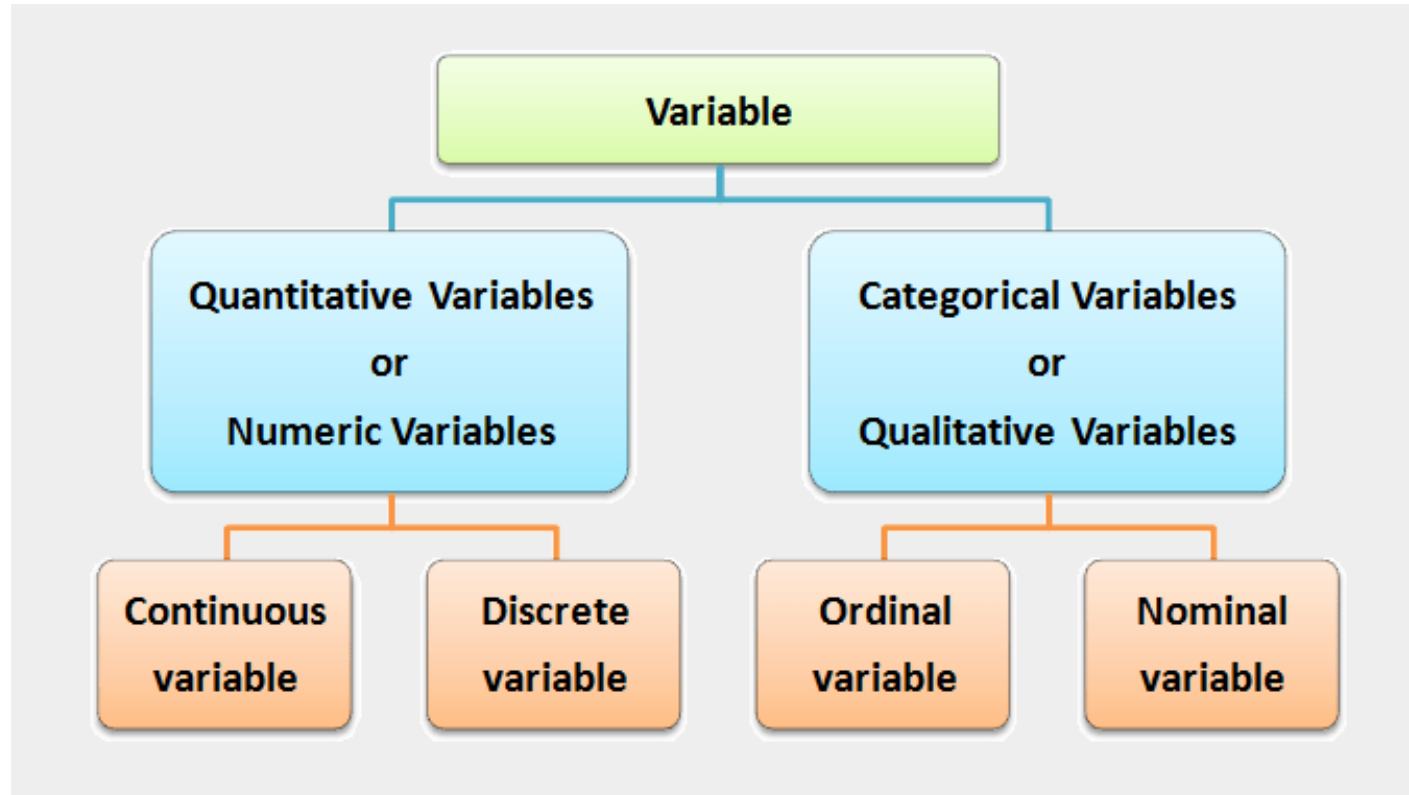 Variable
Quantitative Variables
or
Numeric Variables
Categorical Variables
or
Qualitative Variables
Continuous
variable
Discrete
variable
Ordinal
variable
Nominal
variable